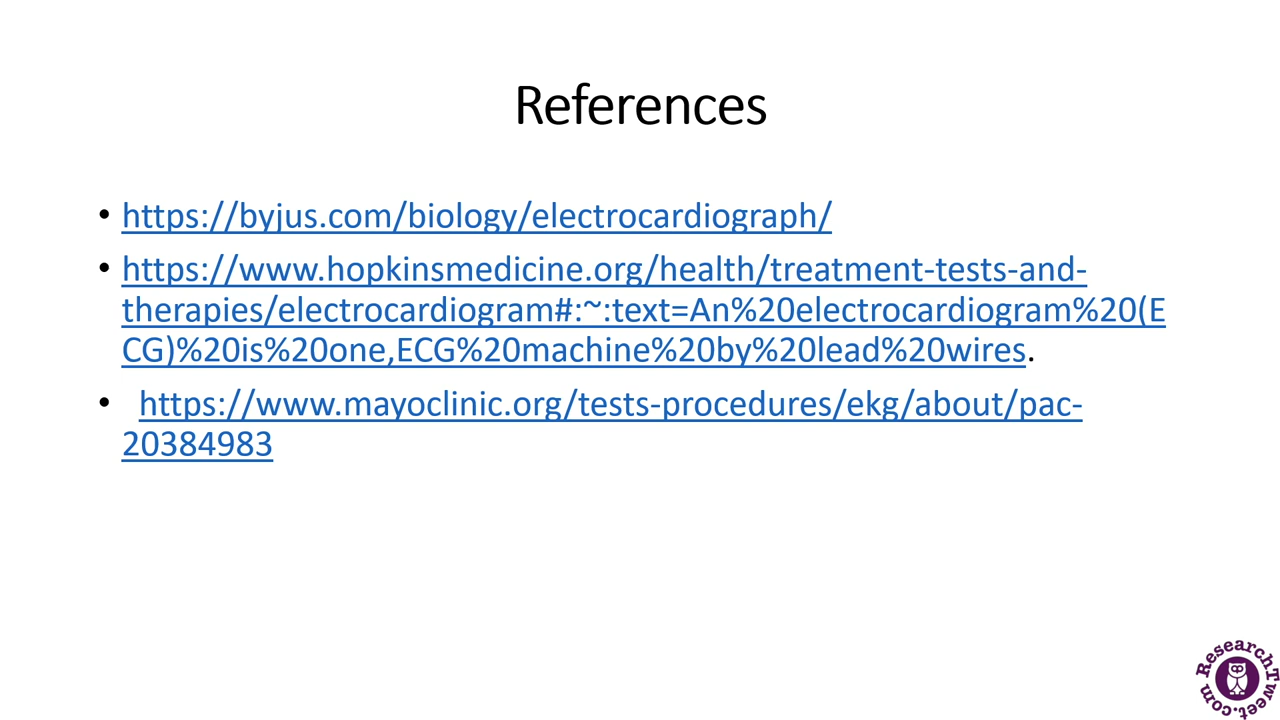 References
• https://byjus.com/biology/electrocardiograph/
• https://www.hopkinsmedicine.org/health/treatment-tests-and-
therapies/electrocardiogram#:~:text=An%20electrocardiogram%20(E
CG)%20is%20one,ECG%20machine%20by%20lead%20wires.
• https://www.mayoclinic.org/tests-procedures/ekg/about/pac-
20384983
ResearchTweet.com